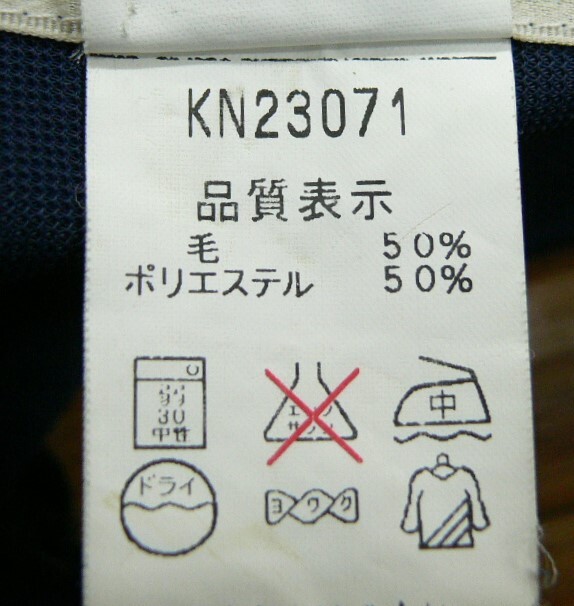 KN23071
品質表示
毛 50%
ポリエステル 50%
弱 30 中性
エンソ サラシ
中
ドライ
ヨワク